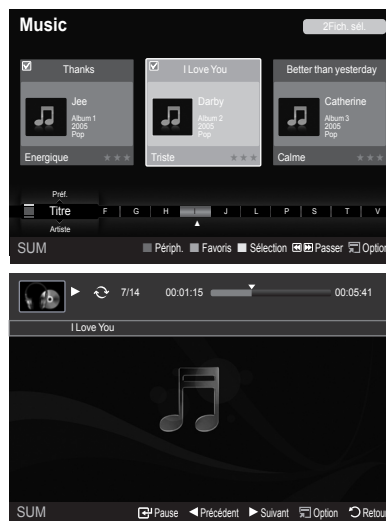 Music
2Fich. sél.
Thanks
I Love You
Better than yesterday
Jee
Album 1
2005
Pop
Darby
Album 2
2005
Pop
Catherine
Album 3
2005
Pop
Energique
Triste
Calme
Préf.
Titre F G H I J L P S T V
Artiste
SUM Périph. Favoris Sélection Passer Option
7/14 00:01:15 00:05:41
I Love You
SUM Pause Précédent Suivant Option Retour